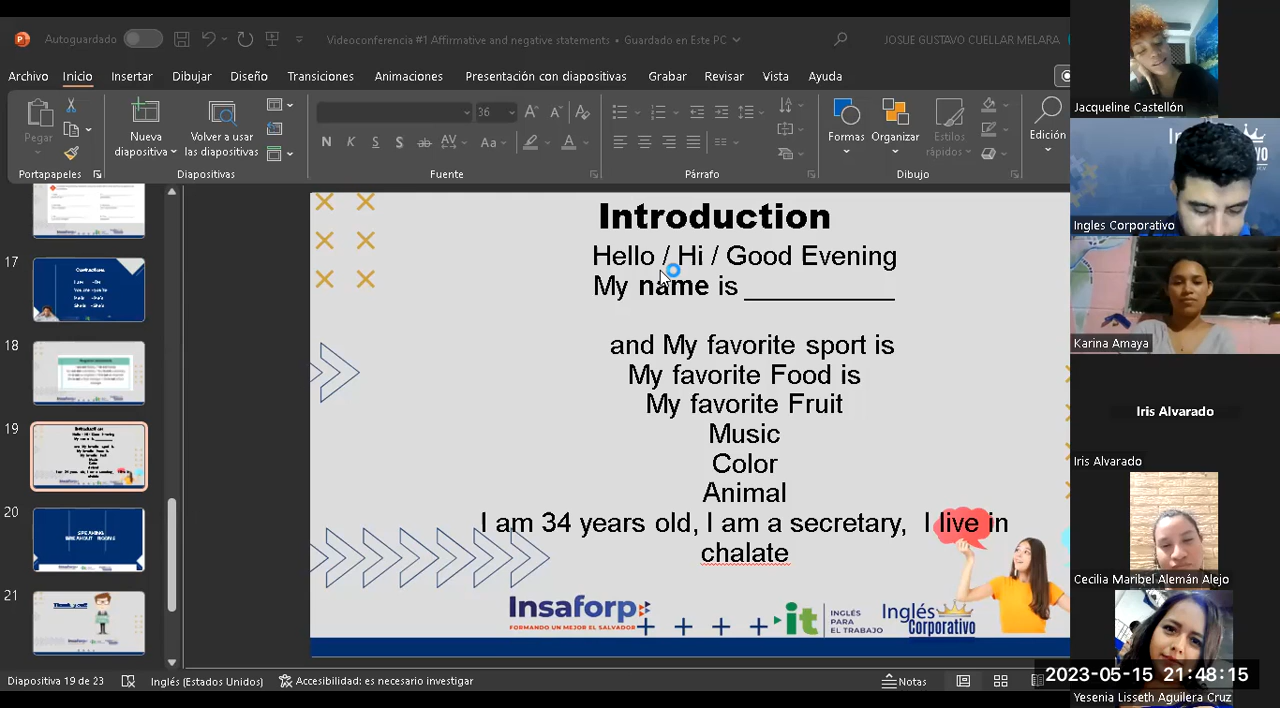 Autoguardado
Videoconferencia #1 Affirmative and negative statements • Guardado en Este PC
JOSUE GUSTAVO CUELLAR MELARA
Archivo Inicio Insertar Dibujar Diseño Transiciones Animaciones Presentación con diapositivas Grabar Revisar Vista Ayuda
Pegar
Nueva diapositiva
Volver a usar las diapositivas
36
N K S S ab AV Aa A
Formas
Organizar
Estilos rápidos
Edición
Portapapeles Diapositivas Fuente Párrafo Dibujo
17
18
19
20
SPEAKING
BREAKOUT ROOMS
21
Introduction
Hello / Hi / Good Evening
My name is __________
and My favorite sport is
My favorite Food is
My favorite Fruit
Music
Color
Animal
I am 34 years old, I am a secretary, I live in
chalate
Insaforp
FORMANDO UN MEJOR EL SALVADOR
it
INGLÉS
PARA
EL TRABAJO
Inglés
Corporativo
Diapositiva 19 de 23
Inglés (Estados Unidos)
Accesibilidad: es necesario investigar
Notas
Jacqueline Castellón
Ingles Corporativo
Karina Amaya
Iris Alvarado
Iris Alvarado
Cecilia Maribel Alemán Alejo
2023-05-15 21:48:15
Yesenia Lisseth Aguilera Cruz